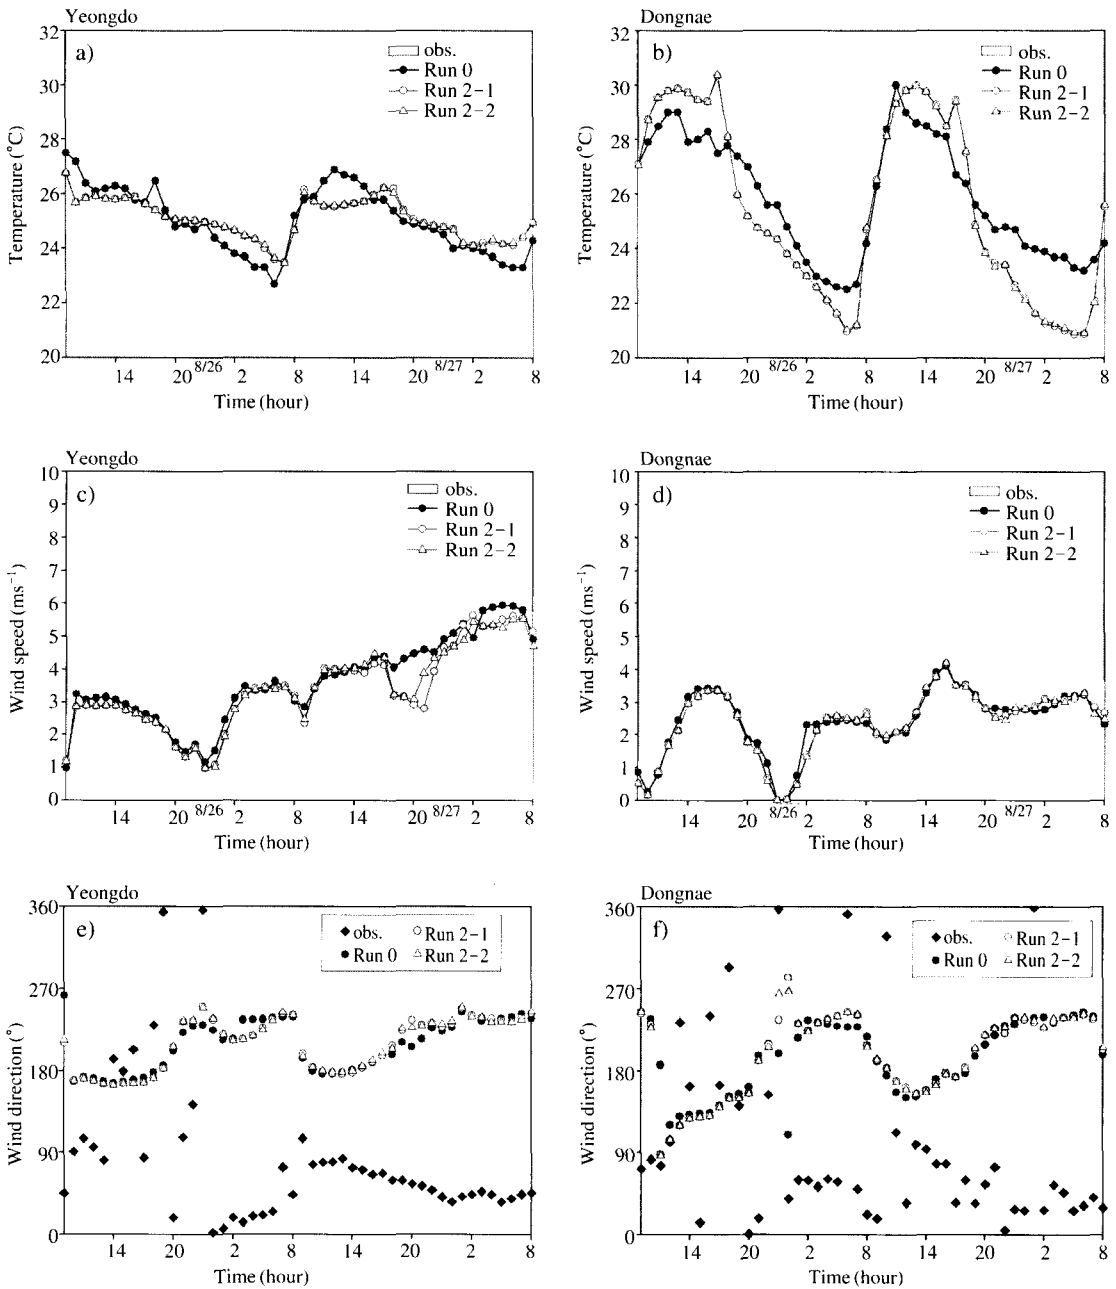 Yeongdo
Dongnae
32
30
28
26
24
22
20
Temperature (°C)
a)
obs.
Run 0
Run 2-1
Run 2-2
14
20
8/26
2
8
14
20
8/27
2
8
Time (hour)
32
30
28
26
24
22
20
Temperature (°C)
b)
obs.
Run 0
Run 2-1
Run 2-2
14
20
8/26
2
8
14
20
8/27
2
8
Time (hour)
Yeongdo
Dongnae
10
9
8
7
6
5
4
3
2
1
0
Wind speed (ms⁻¹)
c)
obs.
Run 0
Run 2-1
Run 2-2
14
20
8/26
2
8
14
20
8/27
2
8
Time (hour)
10
9
8
7
6
5
4
3
2
1
0
Wind speed (ms⁻¹)
d)
obs.
Run 0
Run 2-1
Run 2-2
14
20
8/26
2
8
14
20
8/27
2
8
Time (hour)
Yeongdo
Dongnae
360
270
180
90
0
Wind direction (°)
e)
obs. Run 2-1
Run 0 Run 2-2
14
20
2
8
14
20
2
8
Time (hour)
360
270
180
90
0
Wind direction (°)
f)
obs. Run 2-1
Run 0 Run 2-2
14
20
2
8
14
20
2
8
Time (hour)